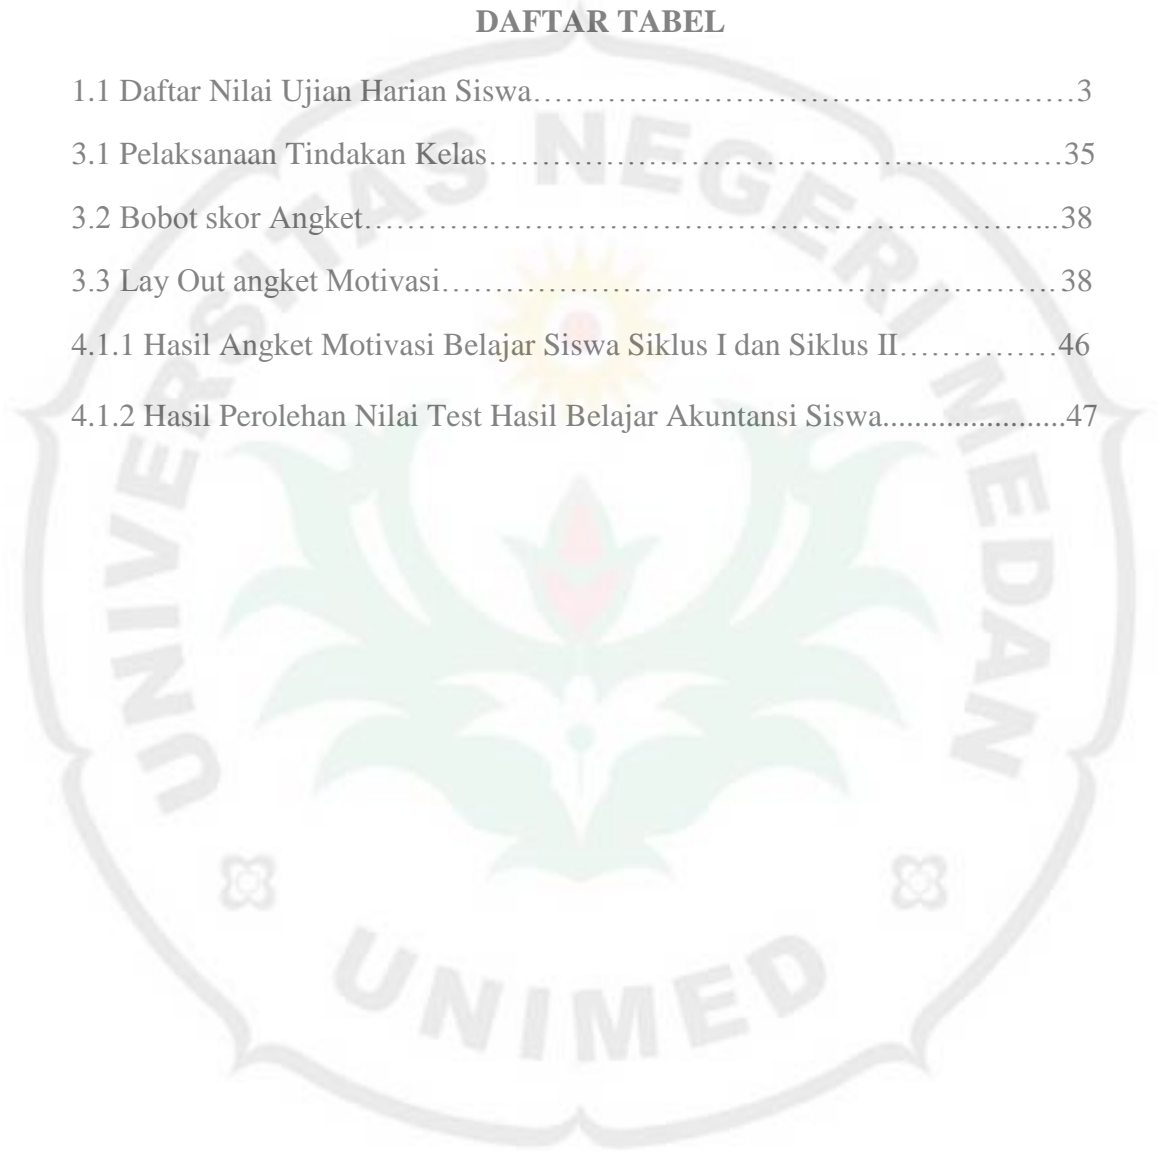 DAFTAR TABEL
1.1 Daftar Nilai Ujian Harian Siswa……………………………………………3
3.1 Pelaksanaan Tindakan Kelas………………………………………………35
3.2 Bobot skor Angket………………………………………………………...38
3.3 Lay Out angket Motivasi………………………………………………….38
4.1.1 Hasil Angket Motivasi Belajar Siswa Siklus I dan Siklus II……………46
4.1.2 Hasil Perolehan Nilai Test Hasil Belajar Akuntansi Siswa.......................47
UNIVERSITAS NEGERI MEDAN
UNIMED